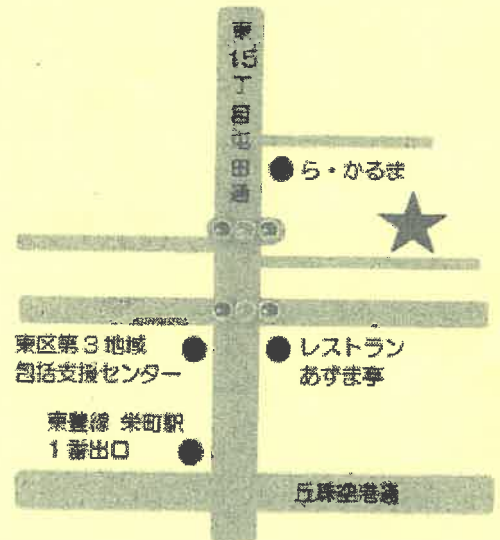 東15丁目屯田通
ら・かるま
東区第3地域
包括支援センター
レストラン
あずま亭
東豊線 栄町駅
1番出口
丘珠空港通